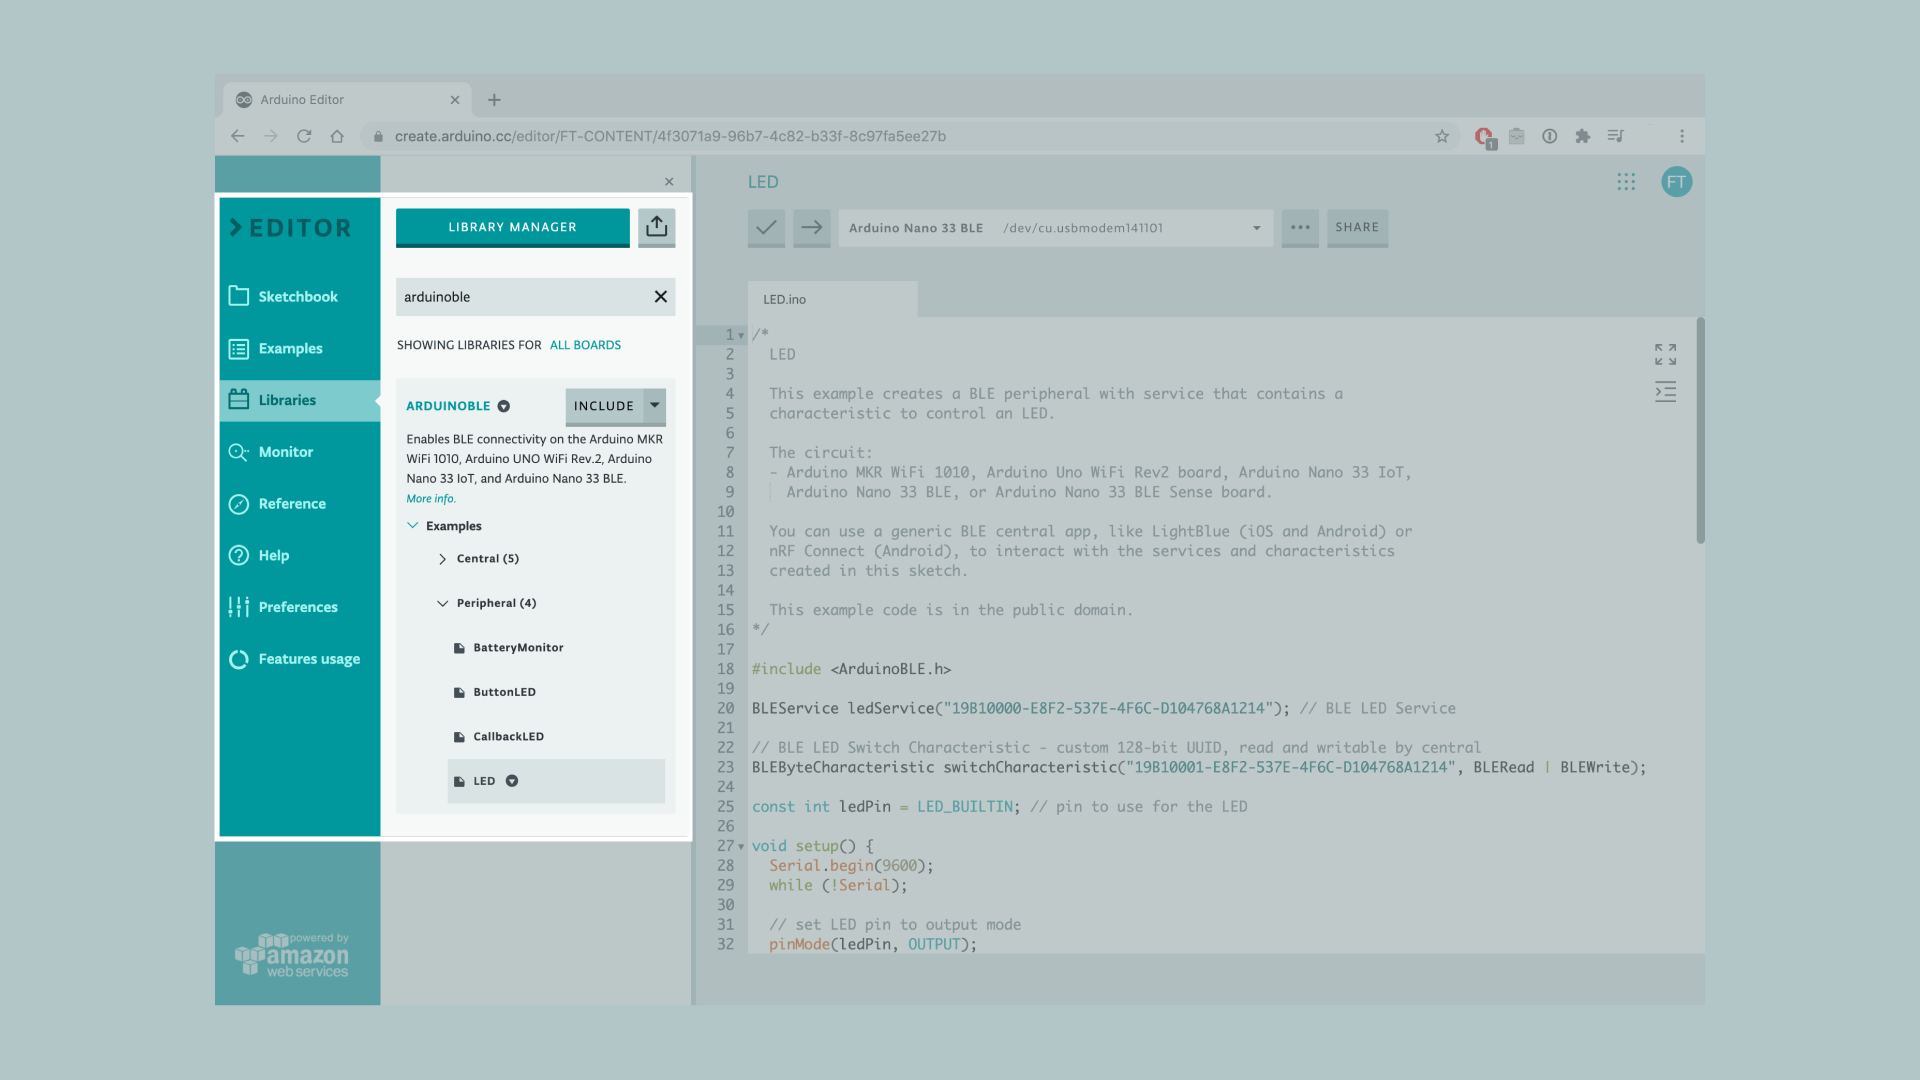 Arduino Editor
create.arduino.cc/editor/FT-CONTENT/4f3071a9-96b7-4c82-b33f-8c97fa5ee27b
1
EDITOR
Sketchbook
Examples
Libraries
Monitor
Reference
Help
Preferences
Features usage
powered by
amazon
web services
LIBRARY MANAGER
arduinoble
SHOWING LIBRARIES FOR ALL BOARDS
ARDUINOBLE
INCLUDE
Enables BLE connectivity on the Arduino MKR
WiFi 1010, Arduino UNO WiFi Rev.2, Arduino
Nano 33 IoT, and Arduino Nano 33 BLE.
More info.
Examples
Central (5)
Peripheral (4)
BatteryMonitor
ButtonLED
CallbackLED
LED
LED
FT
Arduino Nano 33 BLE /dev/cu.usbmodem141101
SHARE
LED.ino
1 /*
2 LED
3
4 This example creates a BLE peripheral with service that contains a
5 characteristic to control an LED.
6
7 The circuit:
8 - Arduino MKR WiFi 1010, Arduino Uno WiFi Rev2 board, Arduino Nano 33 IoT,
9 Arduino Nano 33 BLE, or Arduino Nano 33 BLE Sense board.
10
11 You can use a generic BLE central app, like LightBlue (iOS and Android) or
12 nRF Connect (Android), to interact with the services and characteristics
13 created in this sketch.
14
15 This example code is in the public domain.
16 */
17
18 #include <ArduinoBLE.h>
19
20 BLEService ledService("19B10000-E8F2-537E-4F6C-D104768A1214"); // BLE LED Service
21
22 // BLE LED Switch Characteristic - custom 128-bit UUID, read and writable by central
23 BLEByteCharacteristic switchCharacteristic("19B10001-E8F2-537E-4F6C-D104768A1214", BLERead | BLEWrite);
24
25 const int ledPin = LED_BUILTIN; // pin to use for the LED
26
27 void setup() {
28 Serial.begin(9600);
29 while (!Serial);
30
31 // set LED pin to output mode
32 pinMode(ledPin, OUTPUT);